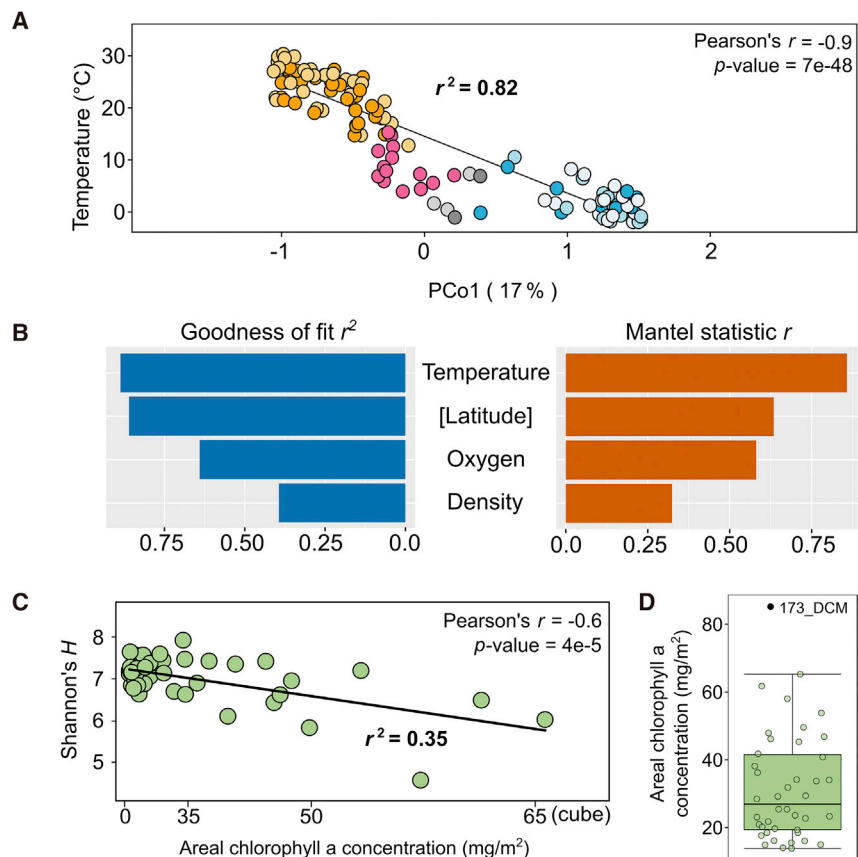 A
Temperature (°C)
30
20
10
0
Pearson's r = -0.9
p-value = 7e-48
r² = 0.82
-1 0 1 2
PCo1 ( 17 % )
B
Goodness of fit r²
Mantel statistic r
Temperature
[Latitude]
Oxygen
Density
0.75 0.50 0.25 0.0
0.0 0.25 0.50 0.75
C
Shannon's H
8
7
6
5
Pearson's r = -0.6
p-value = 4e-5
r² = 0.35
0 35 50 65 (cube)
Areal chlorophyll a concentration (mg/m²)
D
Areal chlorophyll a
concentration (mg/m²)
80
60
40
20
173_DCM